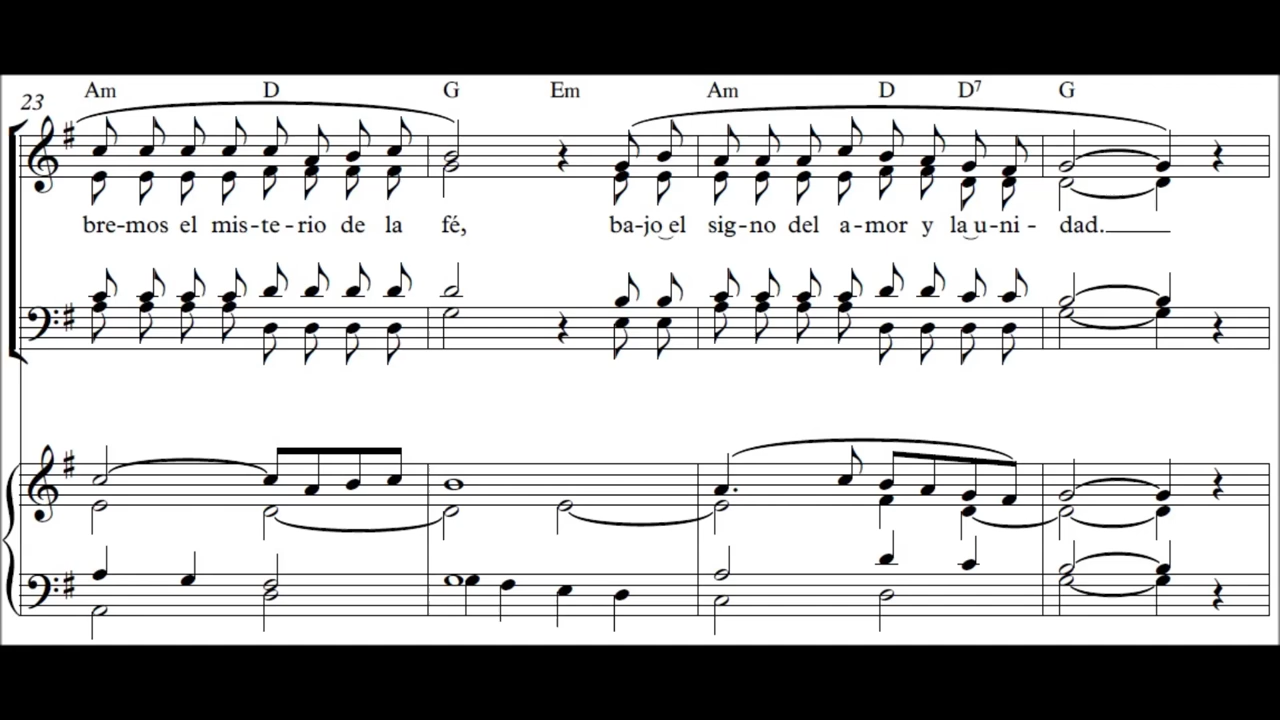 Am D G Em Am D D7 G
23
bre-mos el mis-te-rio de la fé, ba-jo el sig-no del a-mor y la u-ni-dad.